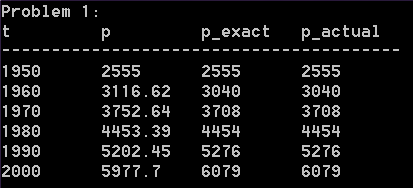 Problem 1:
t p p_exact p_actual
----------------------------------------
1950 2555 2555 2555
1960 3116.62 3040 3040
1970 3752.64 3708 3708
1980 4453.39 4454 4454
1990 5202.45 5276 5276
2000 5977.7 6079 6079